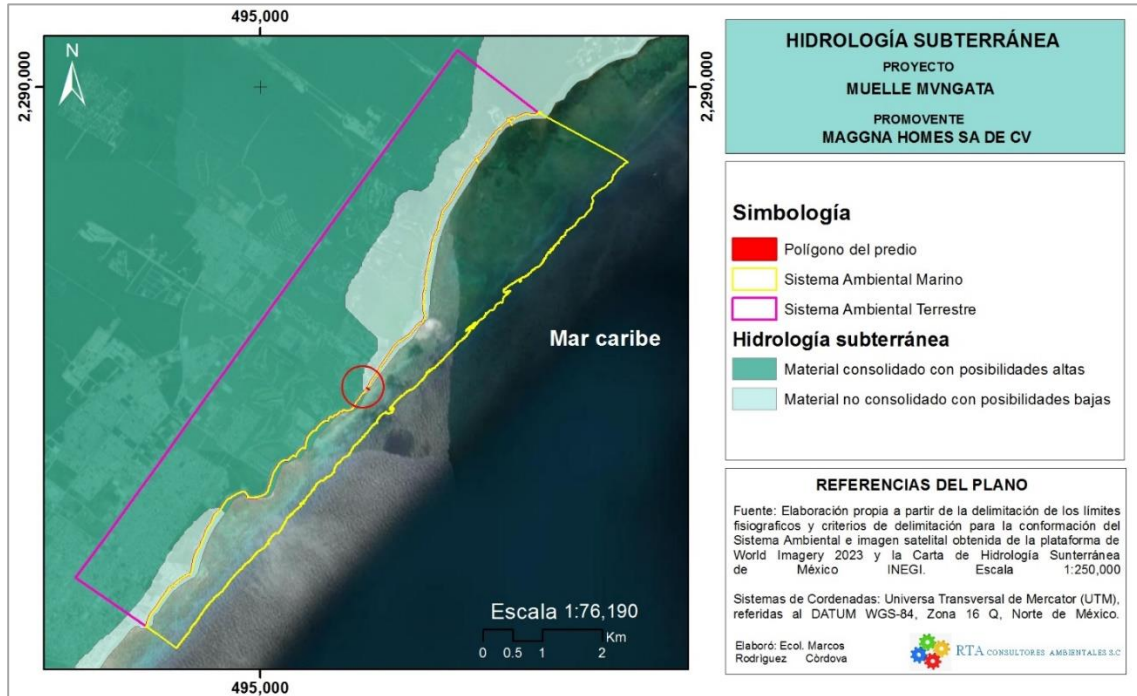 495,000
2,290,000
2,290,000
N
Mar caribe
Escala 1:76,190
Km
0 0.5 1 2
495,000
HIDROLOGÍA SUBTERRÁNEA
PROYECTO
MUELLE MVNGATA
PROMOVENTE
MAGGNA HOMES SA DE CV
Simbología
Polígono del predio
Sistema Ambiental Marino
Sistema Ambiental Terrestre
Hidrología subterránea
Material consolidado con posibilidades altas
Material no consolidado con posibilidades bajas
REFERENCIAS DEL PLANO
Fuente: Elaboración propia a partir de la delimitación de los límites
fisiograficos y criterios de delimitación para la conformación del
Sistema Ambiental e imagen satelital obtenida de la plataforma de
World Imagery 2023 y la Carta de Hidrología Sunterránea
de México INEGI. Escala 1:250,000
Sistemas de Cordenadas: Universa Transversal de Mercator (UTM),
referidas al DATUM WGS-84, Zona 16 Q, Norte de México.
Elaboró: Ecol. Marcos
Rodríguez Córdova
RTA CONSULTORES AMBIENTALES S.C